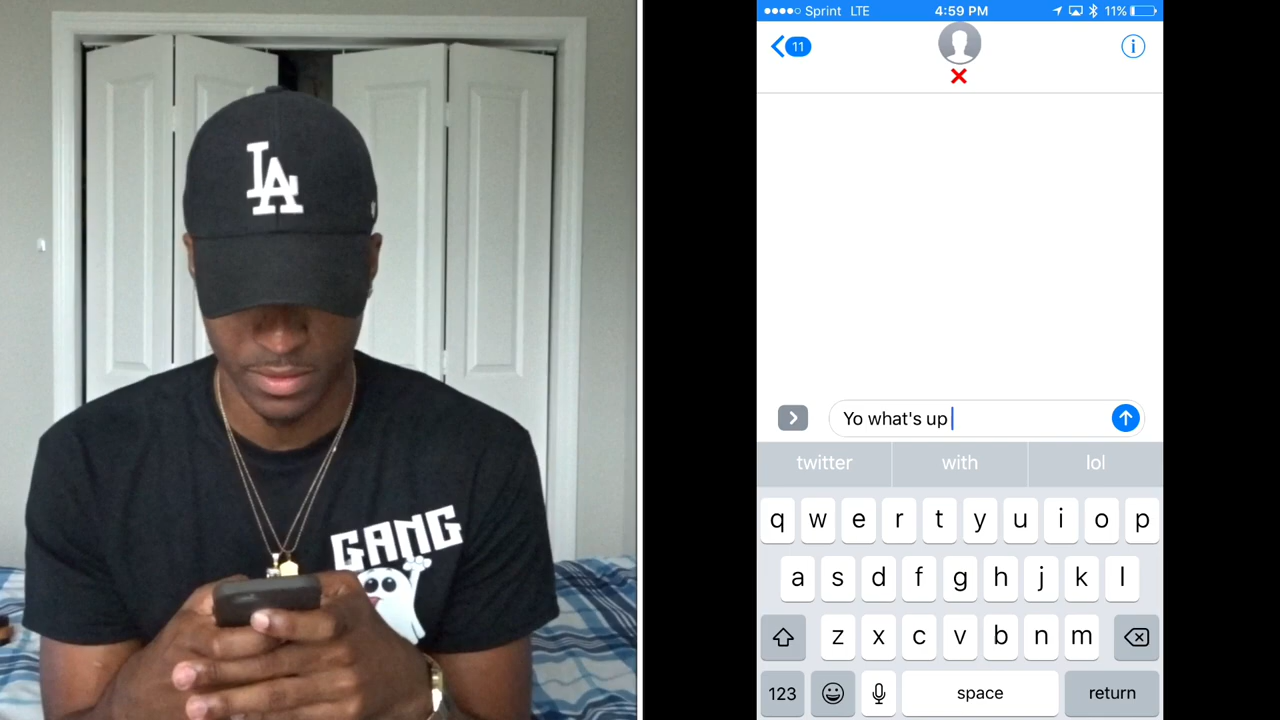 LA
GANG
Sprint LTE
4:59 PM
11%
11
i
Yo what's up
twitter
with
lol
q w e r t y u i o p
a s d f g h j k l
z x c v b n m
123
space
return